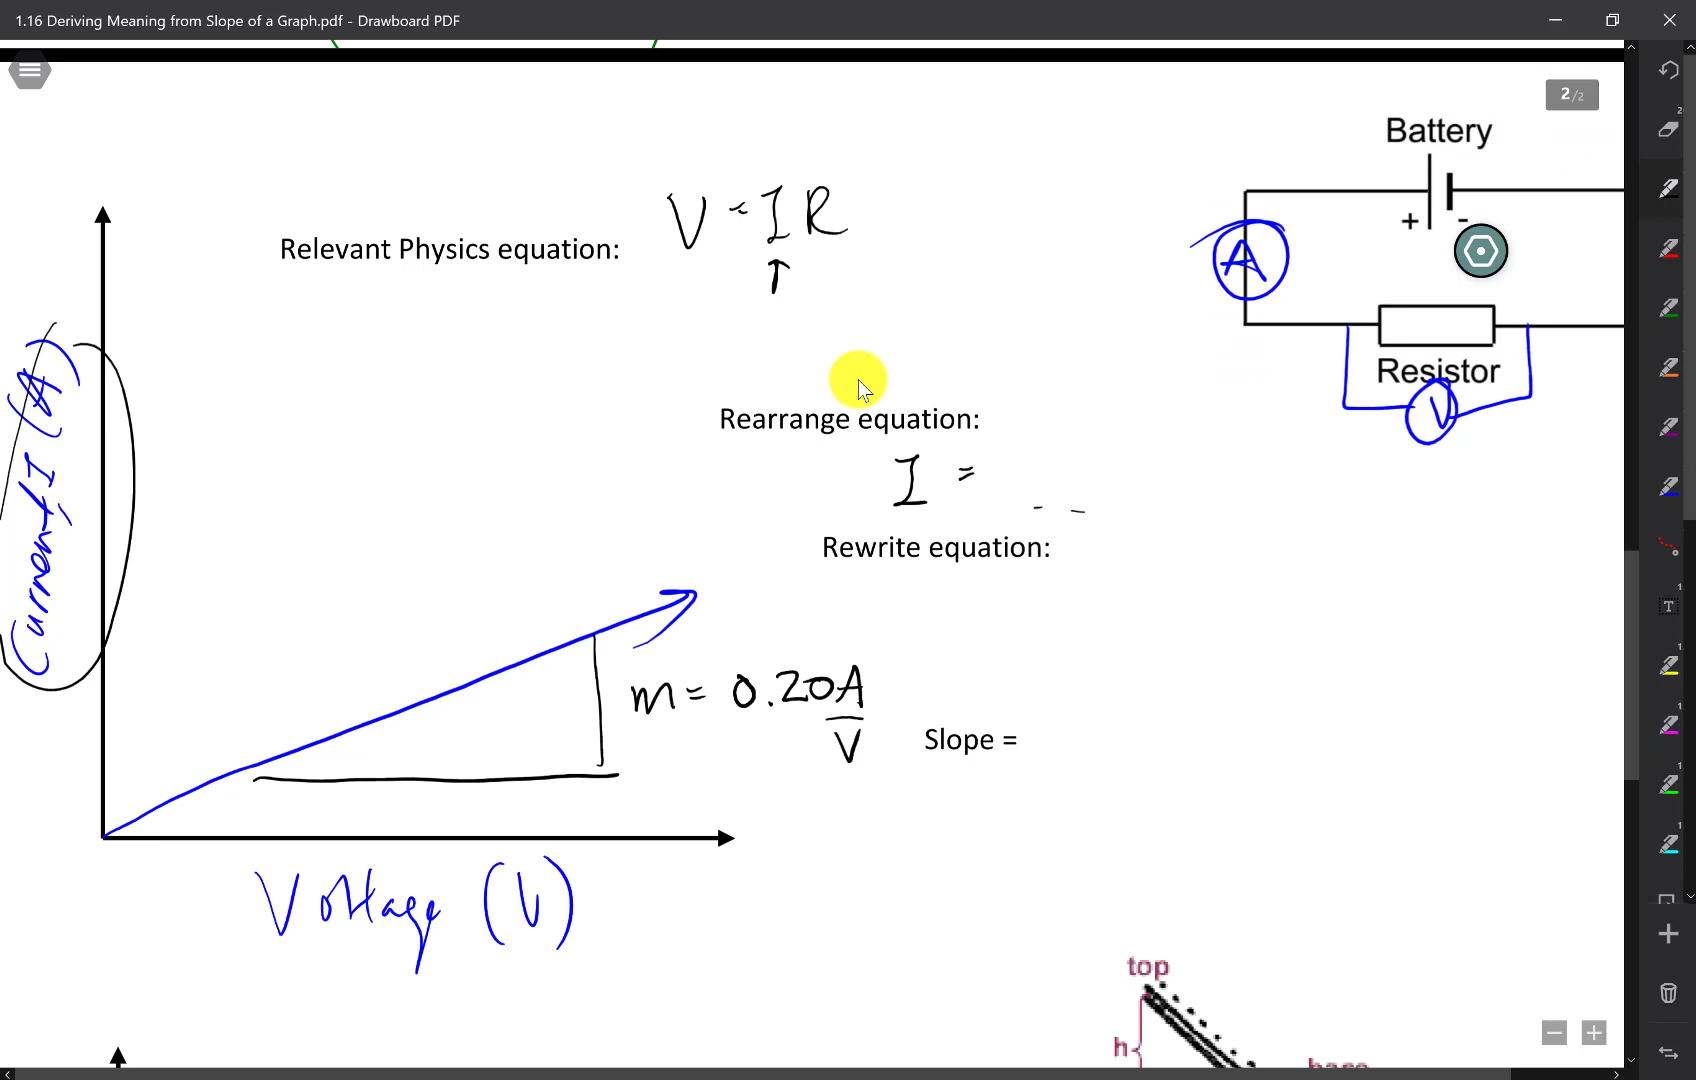 1.16 Deriving Meaning from Slope of a Graph.pdf - Drawboard PDF
2/2
Battery
+ -
V = IR
Relevant Physics equation:
A
Resistor
V
Current, I (A)
Rearrange equation:
I =
Rewrite equation:
m = 0.20 A
V
Slope =
Voltage (V)
top
h